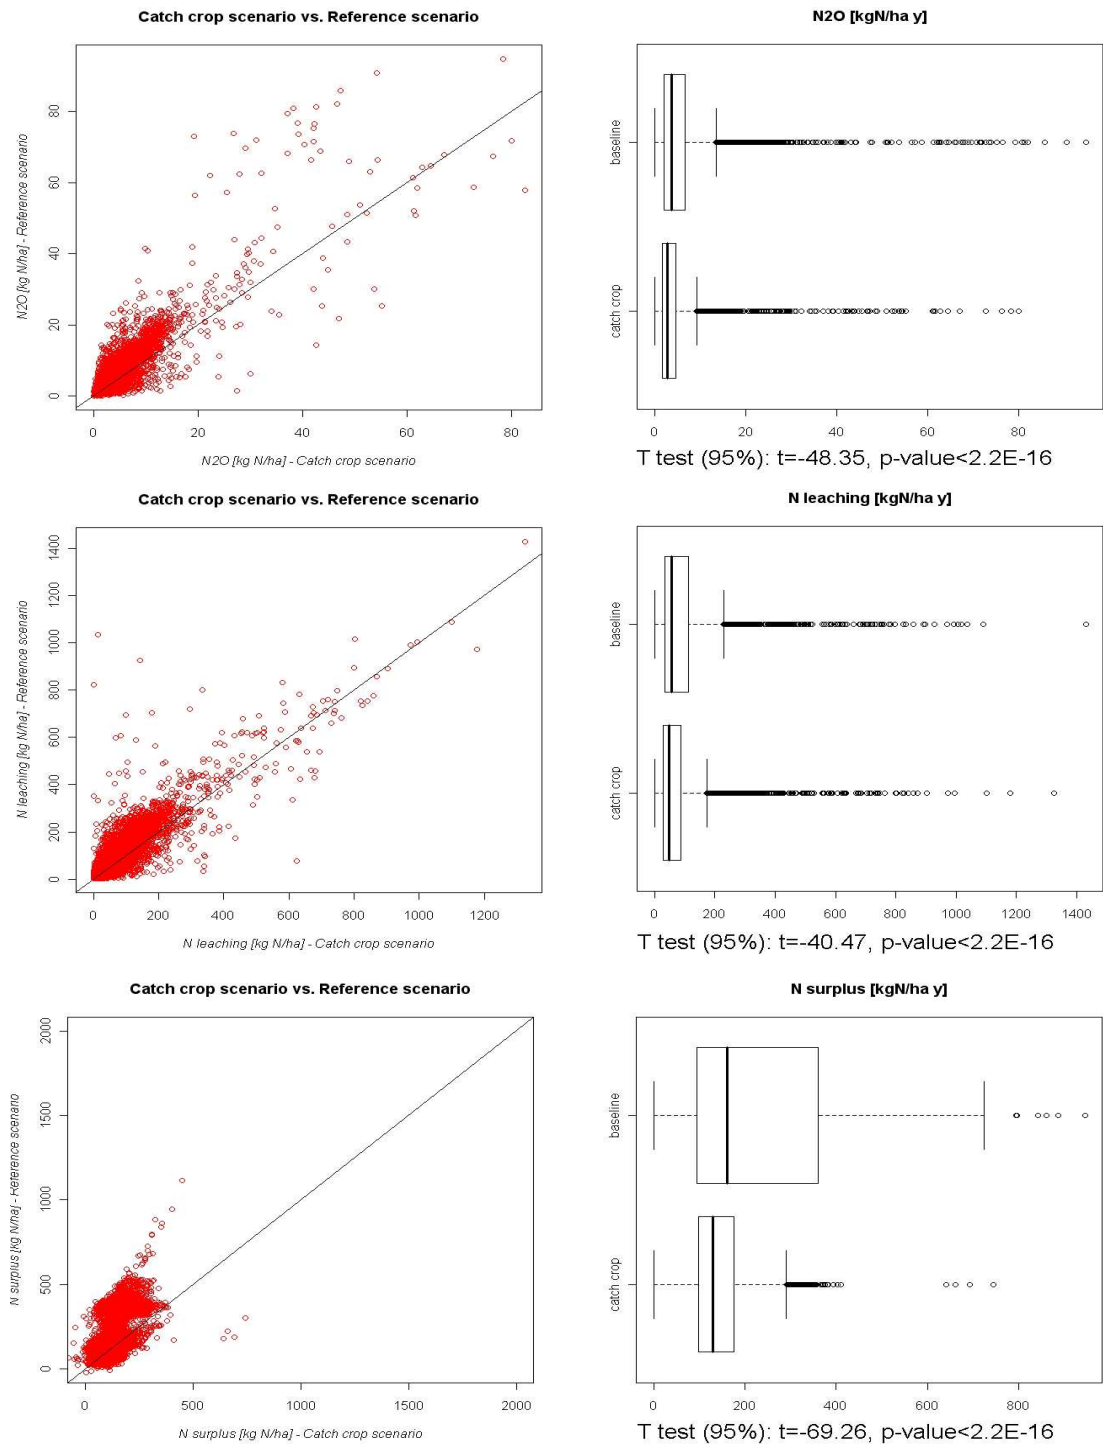 Catch crop scenario vs. Reference scenario
N2O [kg N/ha] - Reference scenario
80
60
40
20
0
0 20 40 60 80
N2O [kg N/ha] - Catch crop scenario
N2O [kgN/ha y]
baseline
catch crop
0 20 40 60 80
T test (95%): t=-48.35, p-value<2.2E-16
Catch crop scenario vs. Reference scenario
N leaching [kg N/ha] - Reference scenario
1400
1200
1000
800
600
400
200
0
0 200 400 600 800 1000 1200
N leaching [kg N/ha] - Catch crop scenario
N leaching [kgN/ha y]
baseline
catch crop
0 200 400 600 800 1000 1200 1400
T test (95%): t=-40.47, p-value<2.2E-16
Catch crop scenario vs. Reference scenario
N surplus [kg N/ha] - Reference scenario
2000
1500
1000
500
0
0 500 1000 1500 2000
N surplus [kg N/ha] - Catch crop scenario
N surplus [kgN/ha y]
baseline
catch crop
0 200 400 600 800
T test (95%): t=-69.26, p-value<2.2E-16